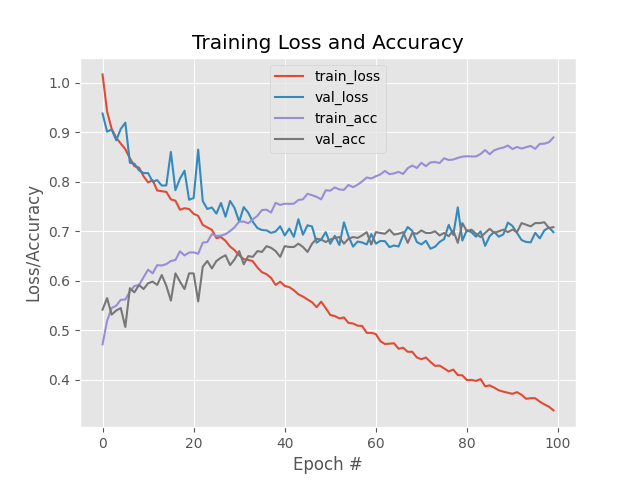 Training Loss and Accuracy
train_loss
val_loss
train_acc
val_acc
1.0
0.9
0.8
0.7
0.6
0.5
0.4
Loss/Accuracy
0
20
40
60
80
100
Epoch #